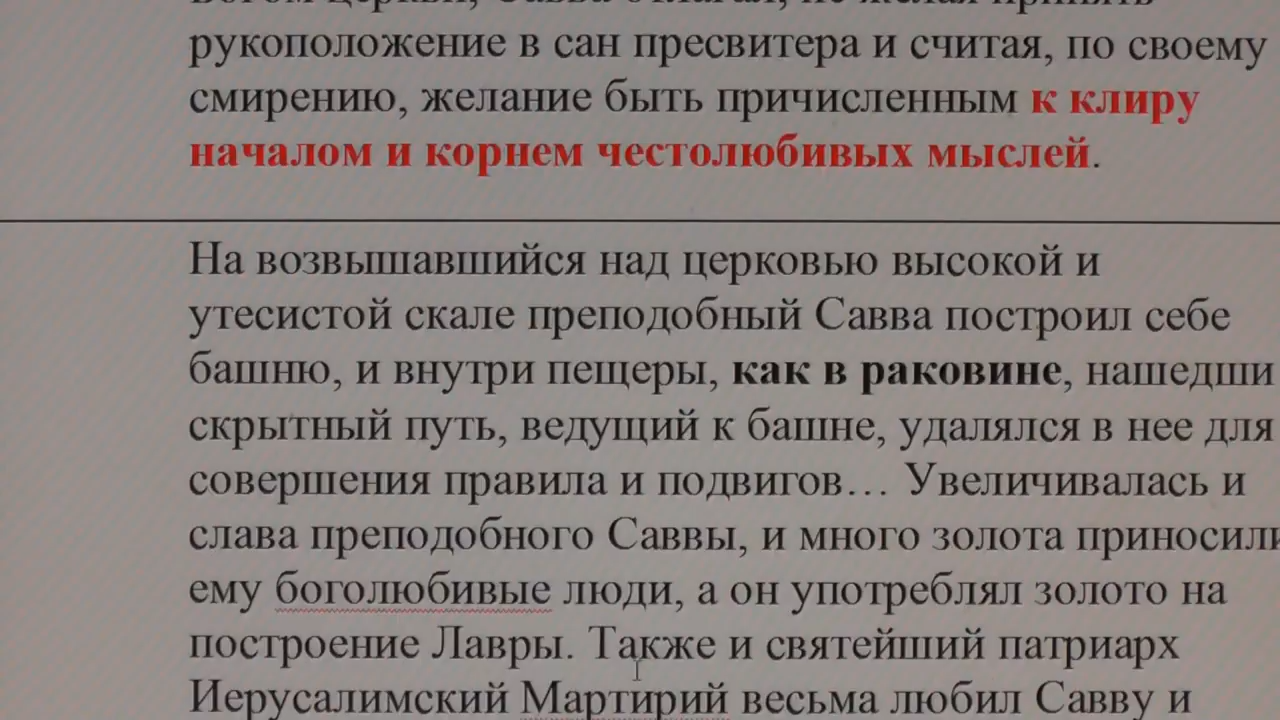 рукоположение в сан пресвитера и считая, по своему
смирению, желание быть причисленным к клиру
началом и корнем честолюбивых мыслей.
На возвышавшийся над церковью высокой и
утесистой скале преподобный Савва построил себе
башню, и внутри пещеры, как в раковине, нашедши
скрытный путь, ведущий к башне, удалялся в нее для
совершения правила и подвигов… Увеличивалась и
слава преподобного Саввы, и много золота приносили
ему боголюбивые люди, а он употреблял золото на
построение Лавры. Также и святейший патриарх
Иерусалимский Мартирий весьма любил Савву и